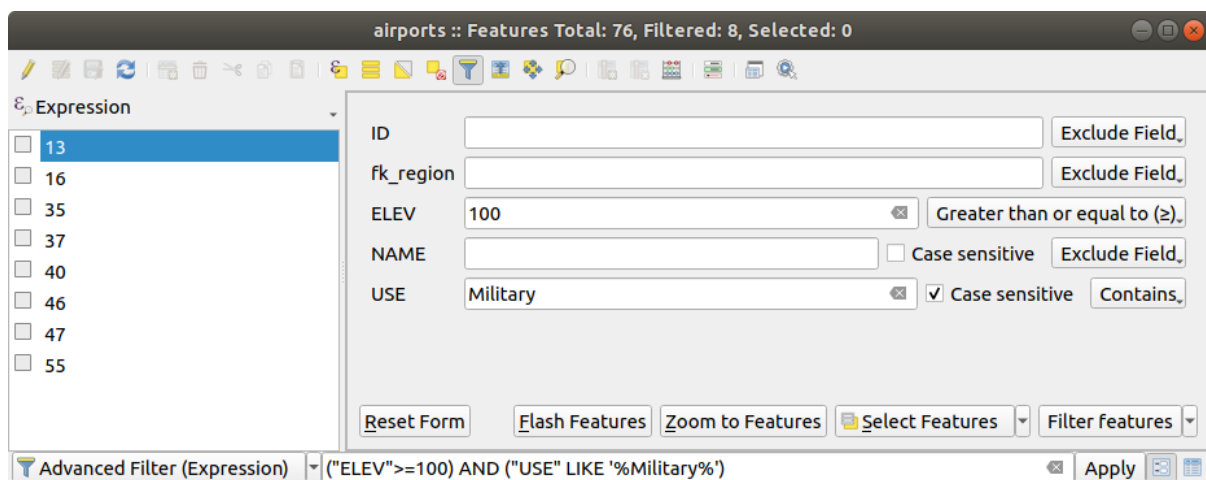 airports :: Features Total: 76, Filtered: 8, Selected: 0
Expression
13
16
35
37
40
46
47
55
ID Exclude Field
fk_region Exclude Field
ELEV 100 Greater than or equal to (≥)
NAME Case sensitive Exclude Field
USE Military Case sensitive Contains
Reset Form Flash Features Zoom to Features Select Features Filter features
Advanced Filter (Expression) ("ELEV">=100) AND ("USE" LIKE '%Military%') Apply